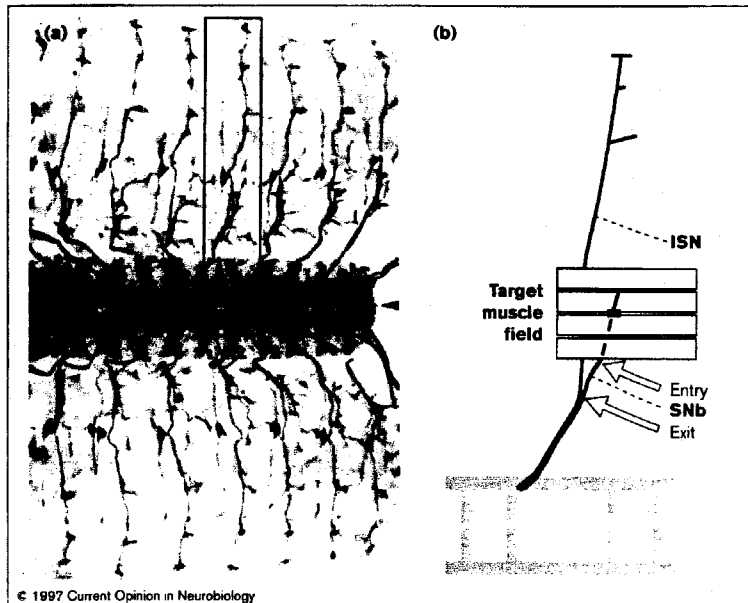 (a)
(b)
ISN
Target
muscle
field
Entry
SNb
Exit
© 1997 Current Opinion in Neurobiology